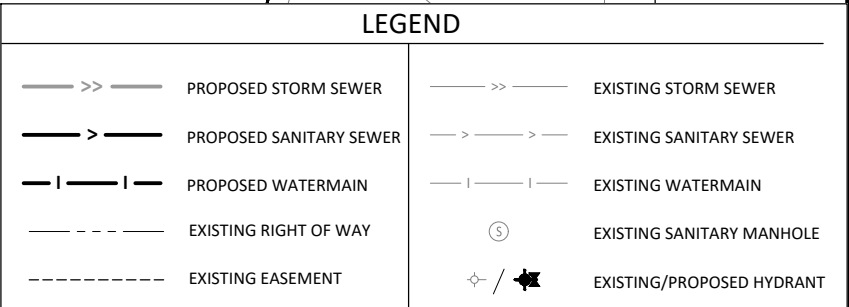 LEGEND
>> PROPOSED STORM SEWER
> PROPOSED SANITARY SEWER
I I PROPOSED WATERMAIN
EXISTING RIGHT OF WAY
EXISTING EASEMENT
>> EXISTING STORM SEWER
> > EXISTING SANITARY SEWER
I I EXISTING WATERMAIN
S EXISTING SANITARY MANHOLE
/ EXISTING/PROPOSED HYDRANT